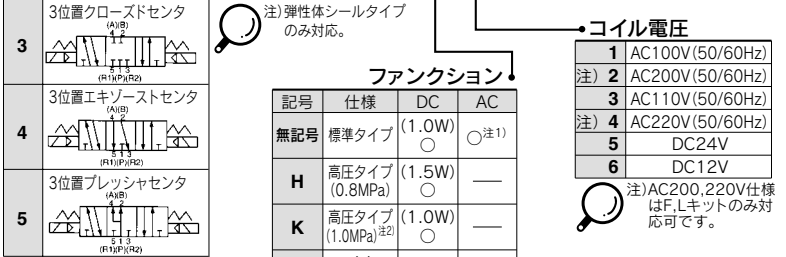 3
3位置クローズドセンタ
(A)(B)
4 2
5 1 3
(R1)(P)(R2)
4
3位置エキゾーストセンタ
(A)(B)
4 2
5 1 3
(R1)(P)(R2)
5
3位置プレッシャセンタ
(A)(B)
4 2
5 1 3
(R1)(P)(R2)
注)弾性体シールタイプ
のみ対応。
ファンクション
記号 仕様 DC AC
無記号 標準タイプ (1.0W) ○ ○注1)
H 高圧タイプ (0.8MPa) (1.5W) ○ ―
K 高圧タイプ (1.0MPa)注2) (1.0W) ○ ―
コイル電圧
1 AC100V(50/60Hz)
注) 2 AC200V(50/60Hz)
3 AC110V(50/60Hz)
注) 4 AC220V(50/60Hz)
5 DC24V
6 DC12V
注)AC200,220V仕様
はF,Lキットのみ対
応可です。